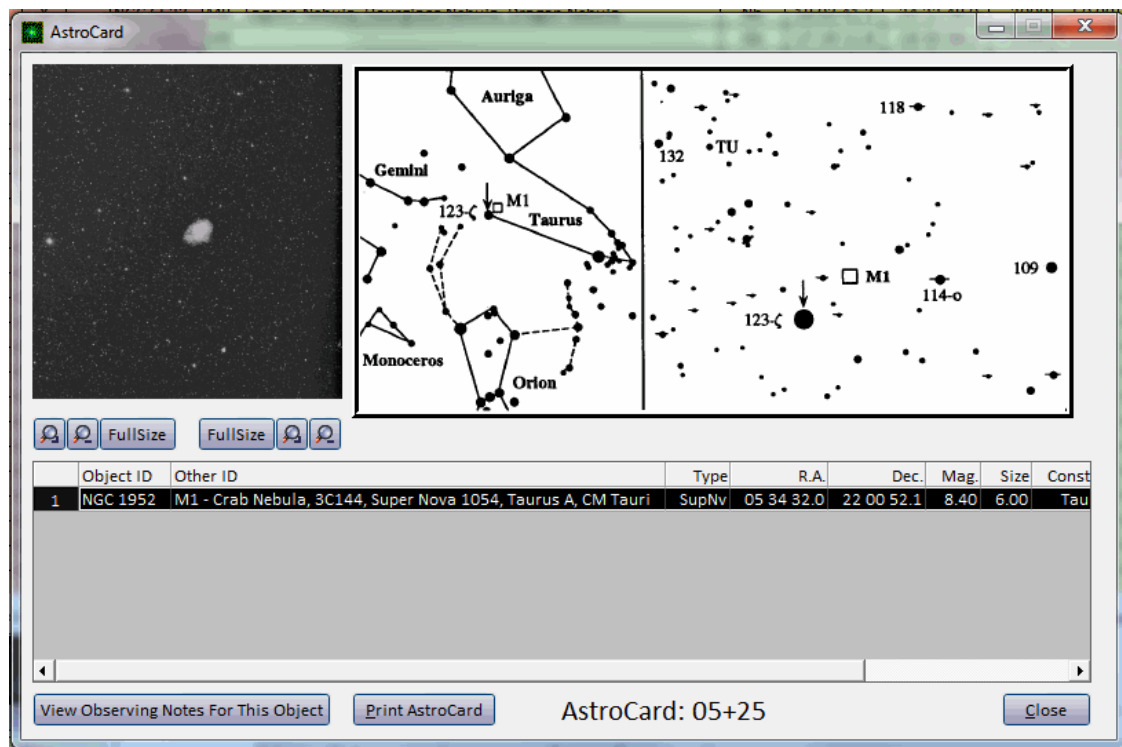 AstroCard
Auriga
Gemini
123-ζ
M1
Taurus
Monoceros
Orion
118
132
TU
M1
109
114-o
123-ζ
FullSize
FullSize
Object ID Other ID Type R.A. Dec. Mag. Size Const
1 NGC 1952 M1 - Crab Nebula, 3C144, Super Nova 1054, Taurus A, CM Tauri SupNv 05 34 32.0 22 00 52.1 8.40 6.00 Tau
View Observing Notes For This Object
Print AstroCard
AstroCard: 05+25
Close